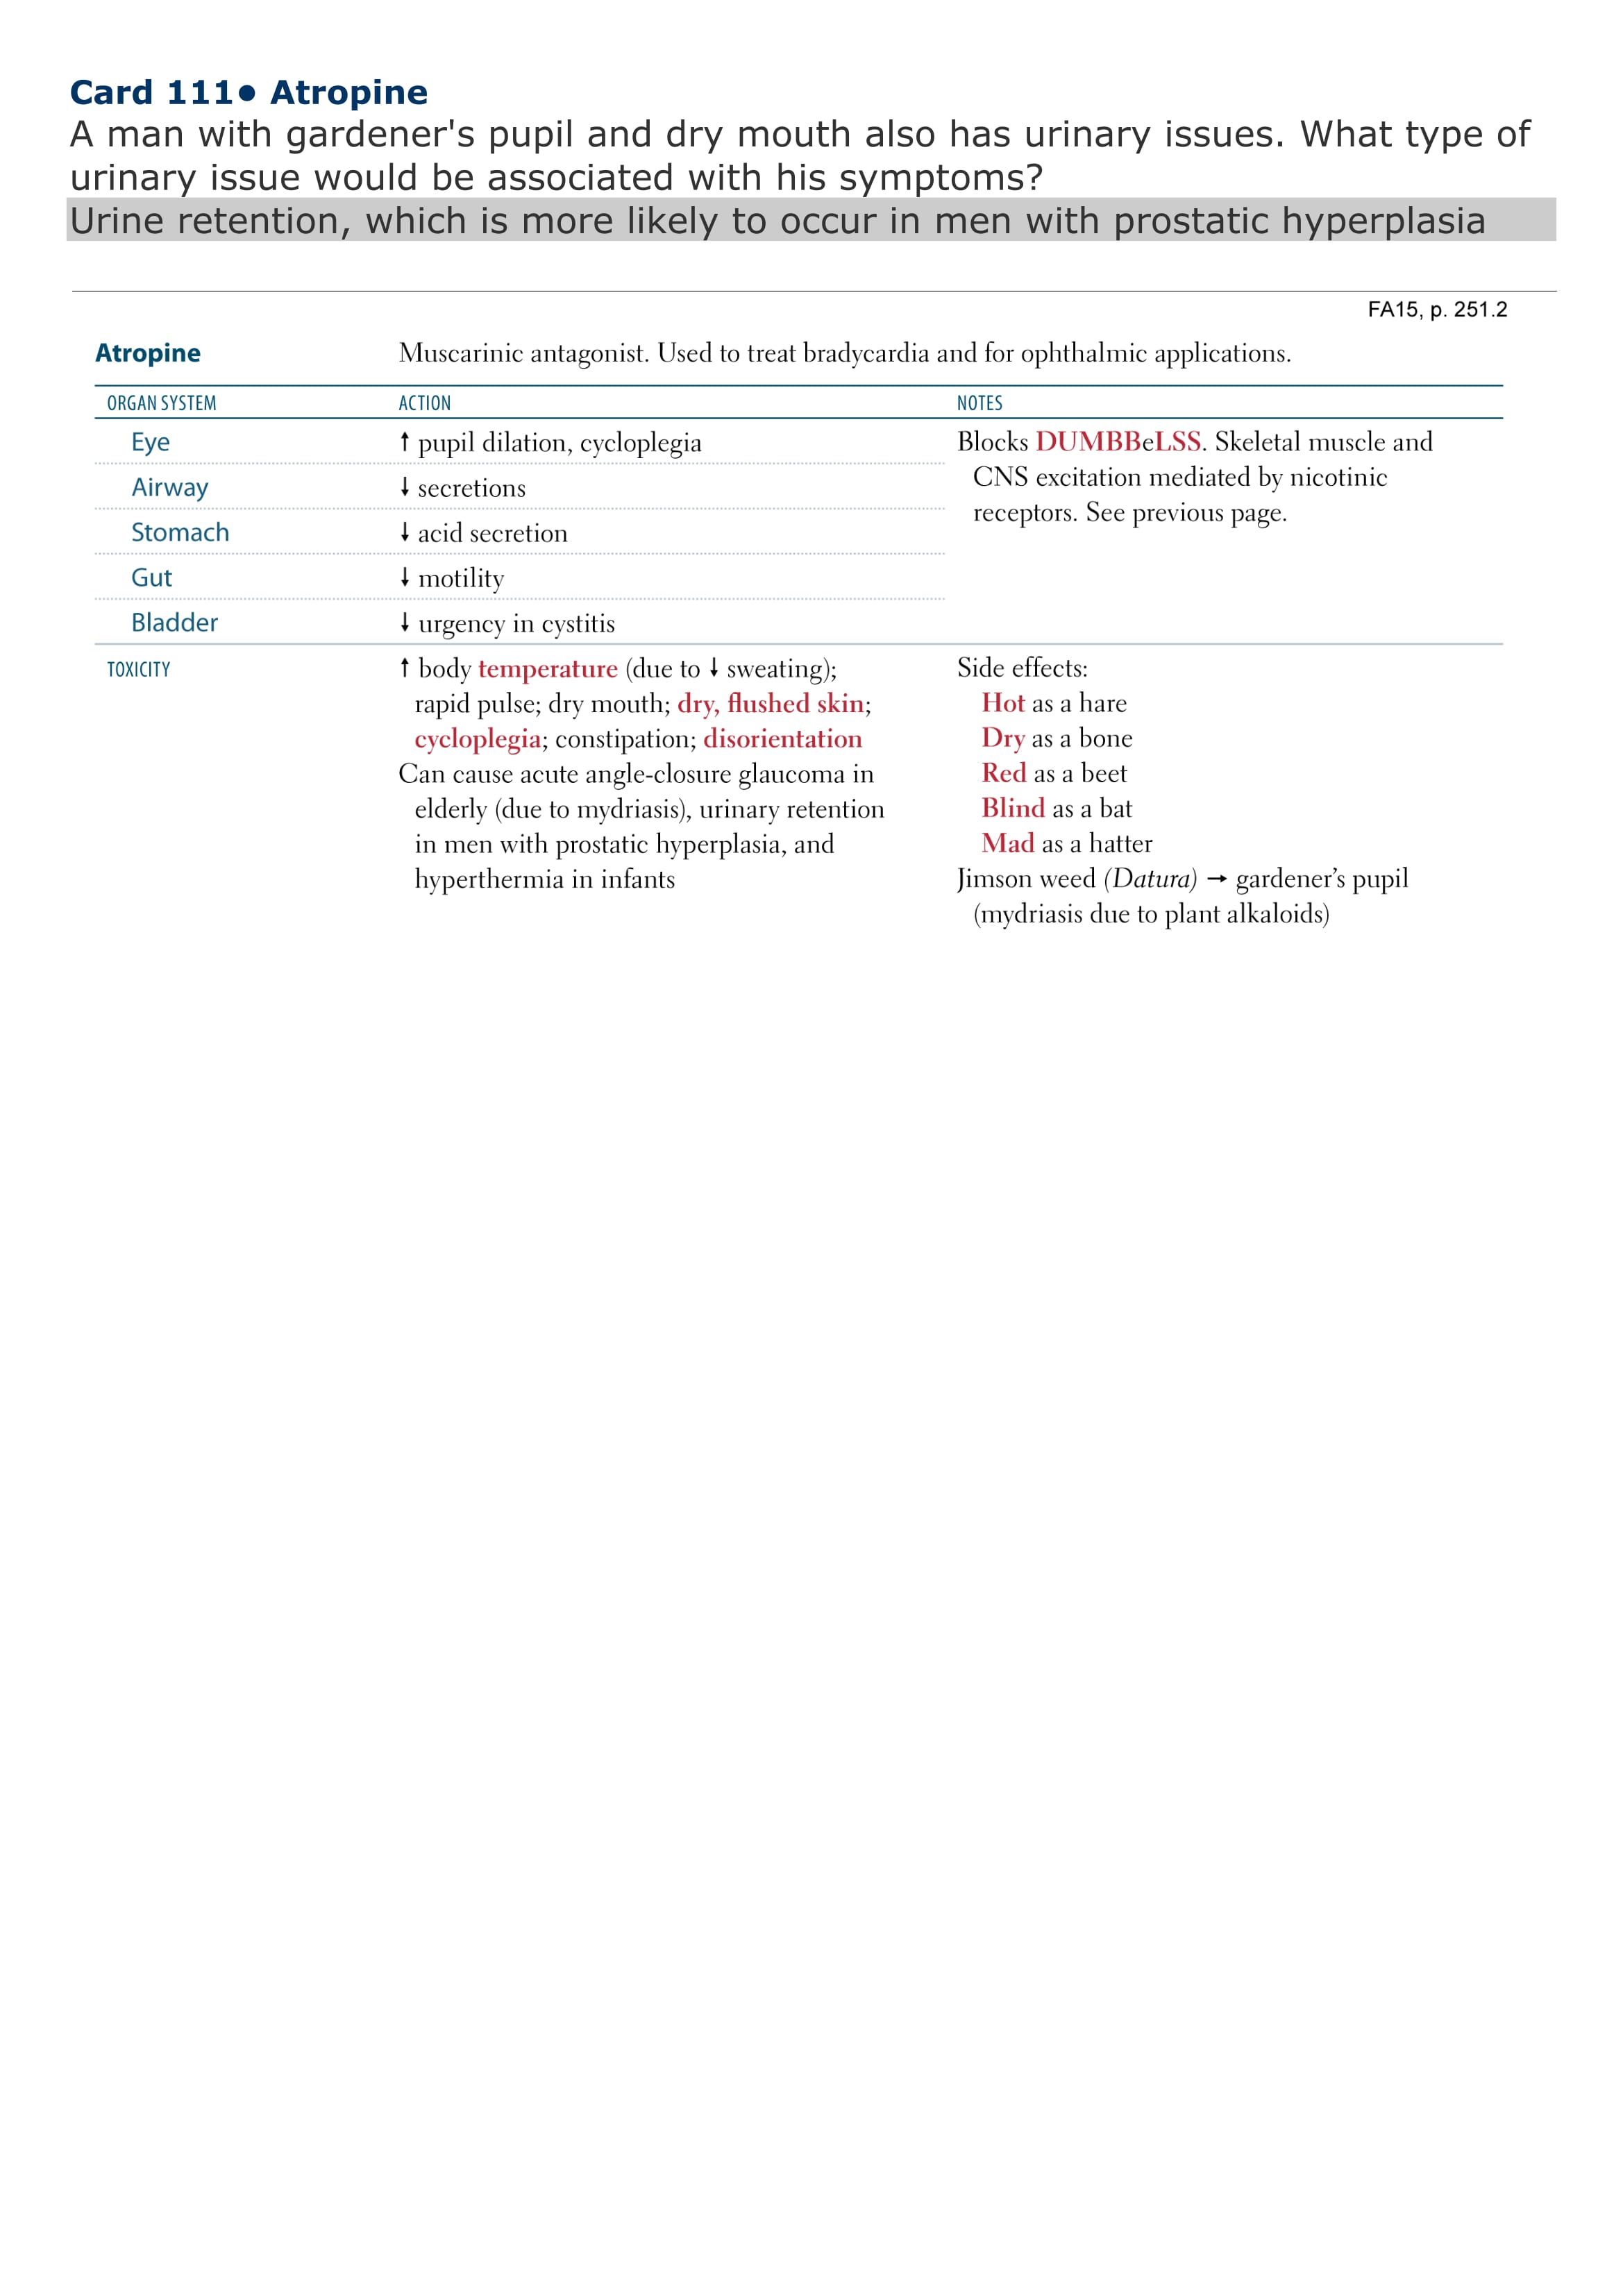 Card 111• Atropine
A man with gardener's pupil and dry mouth also has urinary issues. What type of
urinary issue would be associated with his symptoms?
Urine retention, which is more likely to occur in men with prostatic hyperplasia
FA15, p. 251.2
Atropine Muscarinic antagonist. Used to treat bradycardia and for ophthalmic applications.
ORGAN SYSTEM ACTION NOTES
Eye ↑ pupil dilation, cycloplegia Blocks DUMBBeLSS. Skeletal muscle and
CNS excitation mediated by nicotinic
Airway ↓ secretions
receptors. See previous page.
Stomach ↓ acid secretion
Gut ↓ motility
Bladder ↓ urgency in cystitis
TOXICITY ↑ body temperature (due to ↓ sweating); Side effects:
rapid pulse; dry mouth; dry, flushed skin; Hot as a hare
cycloplegia; constipation; disorientation Dry as a bone
Can cause acute angle-closure glaucoma in Red as a beet
elderly (due to mydriasis), urinary retention Blind as a bat
in men with prostatic hyperplasia, and Mad as a hatter
hyperthermia in infants Jimson weed (Datura) → gardener’s pupil
(mydriasis due to plant alkaloids)